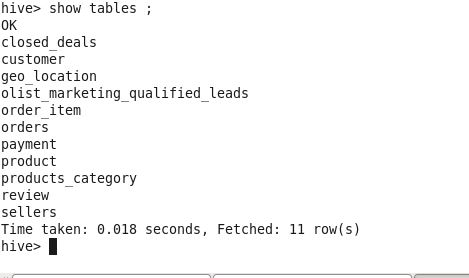 hive> show tables ;
OK
closed_deals
customer
geo_location
olist_marketing_qualified_leads
order_item
orders
payment
product
products_category
review
sellers
Time taken: 0.018 seconds, Fetched: 11 row(s)
hive>